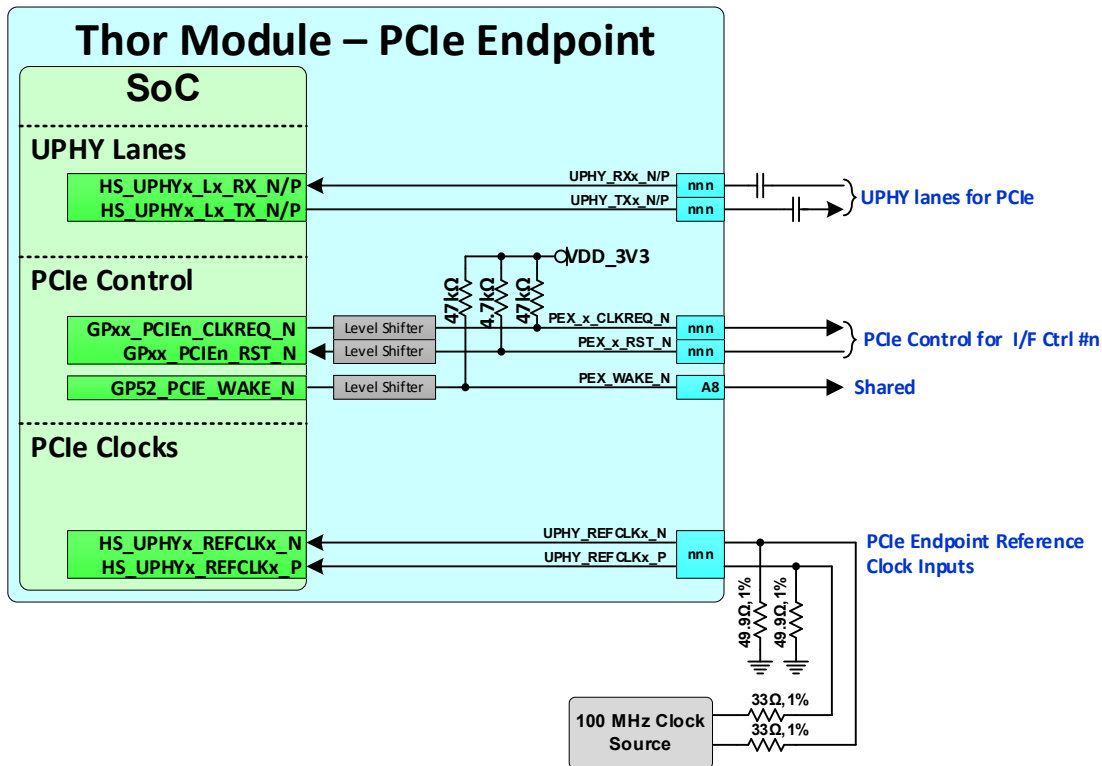 Thor Module – PCIe Endpoint
SoC
UPHY Lanes
HS_UPHYx_Lx_RX_N/P
HS_UPHYx_Lx_TX_N/P
UPHY_RXx_N/P
UPHY_TXx_N/P
nnn
nnn
UPHY lanes for PCIe
PCIe Control
VDD_3V3
47kΩ
4.7kΩ
47kΩ
GPxx_PCIEn_CLKREQ_N
Level Shifter
PEX_x_CLKREQ_N
nnn
GPxx_PCIEn_RST_N
Level Shifter
PEX_x_RST_N
nnn
PCIe Control for I/F Ctrl #n
GP52_PCIE_WAKE_N
Level Shifter
PEX_WAKE_N
A8
Shared
PCIe Clocks
HS_UPHYx_REFCLKx_N
HS_UPHYx_REFCLKx_P
UPHY_REFCLKx_N
UPHY_REFCLKx_P
nnn
PCIe Endpoint Reference
Clock Inputs
49.9Ω,1%
49.9Ω,1%
33Ω,1%
33Ω,1%
100 MHz Clock
Source